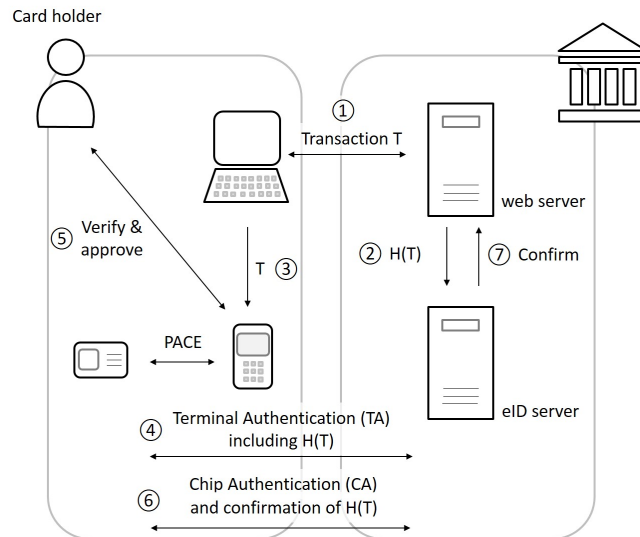 Card holder
①
Transaction T
web server
⑤ Verify &
approve
② H(T)
⑦ Confirm
T ③
PACE
eID server
④ Terminal Authentication (TA)
including H(T)
⑥ Chip Authentication (CA)
and confirmation of H(T)